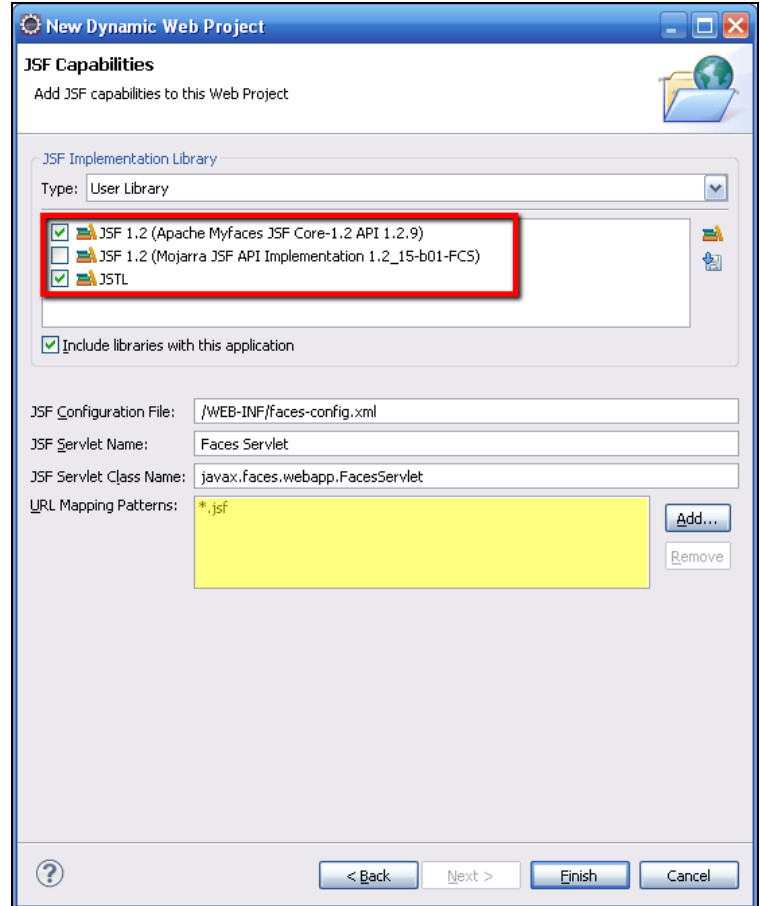 New Dynamic Web Project
JSF Capabilities
Add JSF capabilities to this Web Project
JSF Implementation Library
Type: User Library
JSF 1.2 (Apache Myfaces JSF Core-1.2 API 1.2.9)
JSF 1.2 (Mojarra JSF API Implementation 1.2_15-b01-FCS)
JSTL
Include libraries with this application
JSF Configuration File: /WEB-INF/faces-config.xml
JSF Servlet Name: Faces Servlet
JSF Servlet Class Name: javax.faces.webapp.FacesServlet
URL Mapping Patterns: *.jsf
Add...
Remove
? < Back Next > Finish Cancel